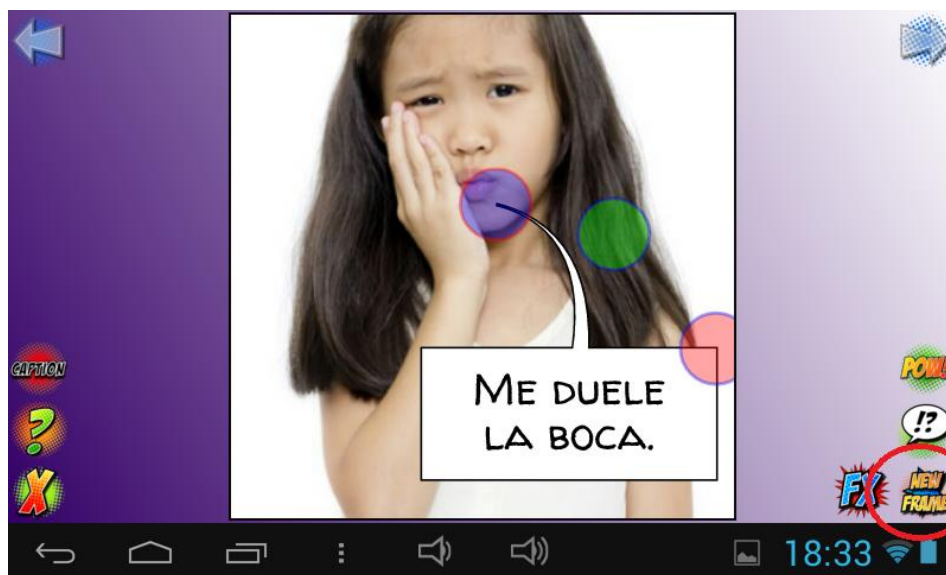 CAPTION
POW!
ME DUELE
LA BOCA.
!?
FX
NEW
FRAME
18:33